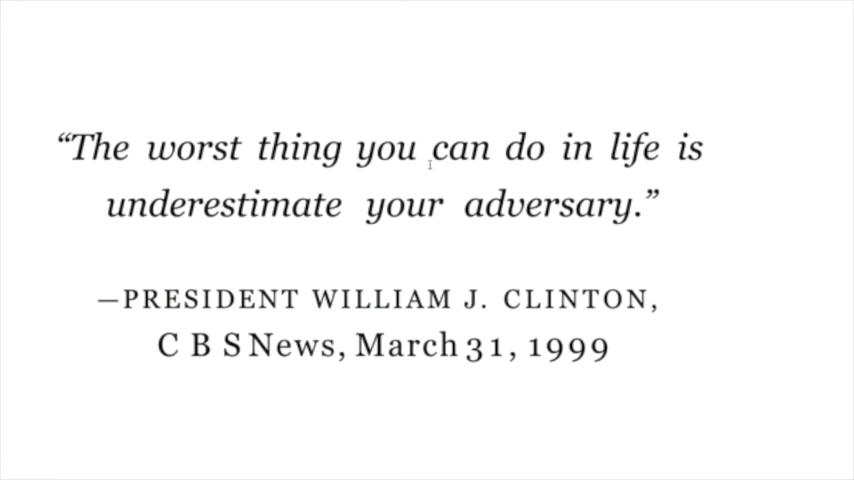 “The worst thing you can do in life is
underestimate your adversary.”
—PRESIDENT WILLIAM J. CLINTON,
C B S News, March 31, 1999